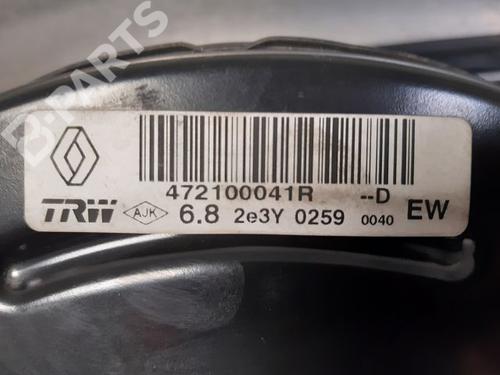 B-PARTS
472100041R --D
TRW AJK 6.8 2e3Y 0259 0040 EW